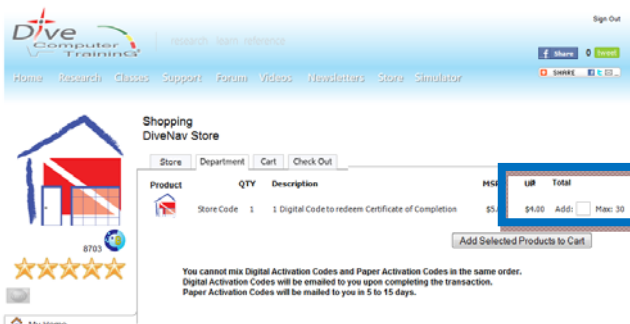 Sign Out
Dive
Computer
Training
research learn reference
Share 0 Tweet
SHARE
Home Research Classes Support Forum Videos Newsletters Store Simulator
Shopping
DiveNav Store
Store Department Cart Check Out
Product QTY Description Total
Store Code 1 1 Digital Code to redeem Certificate of Completion $4.00 Add: Max: 30
Add Selected Products to Cart
8703
You cannot mix Digital Activation Codes and Paper Activation Codes in the same order.
Digital Activation Codes will be emailed to you upon completing the transaction.
Paper Activation Codes will be mailed to you in 5 to 15 days.
My Home